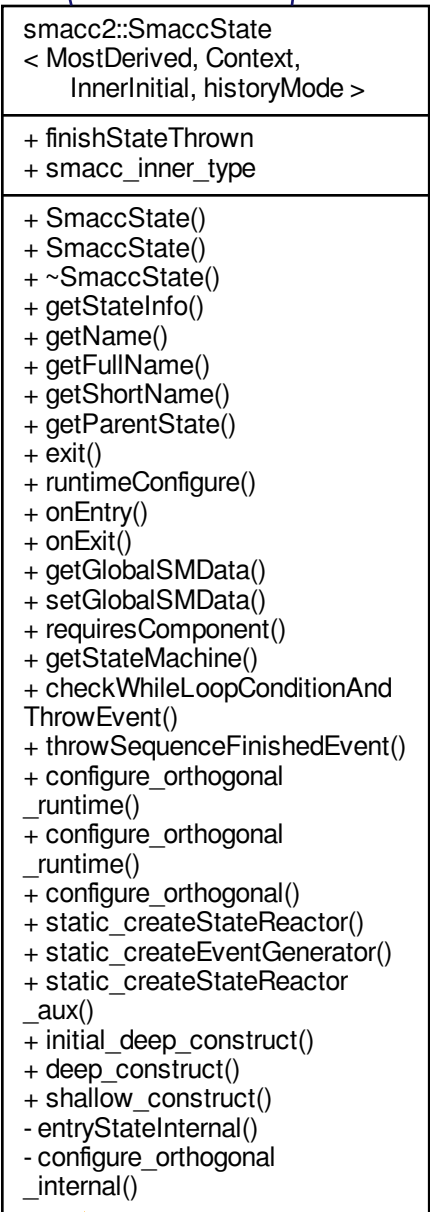 smacc2::SmaccState
< MostDerived, Context,
InnerInitial, historyMode >
+ finishStateThrown
+ smacc_inner_type
+ SmaccState()
+ SmaccState()
+ ~SmaccState()
+ getStateInfo()
+ getName()
+ getFullName()
+ getShortName()
+ getParentState()
+ exit()
+ runtimeConfigure()
+ onEntry()
+ onExit()
+ getGlobalSMData()
+ setGlobalSMData()
+ requiresComponent()
+ getStateMachine()
+ checkWhileLoopConditionAnd
ThrowEvent()
+ throwSequenceFinishedEvent()
+ configure_orthogonal
_runtime()
+ configure_orthogonal
_runtime()
+ configure_orthogonal()
+ static_createStateReactor()
+ static_createEventGenerator()
+ static_createStateReactor
_aux()
+ initial_deep_construct()
+ deep_construct()
+ shallow_construct()
- entryStateInternal()
- configure_orthogonal
_internal()